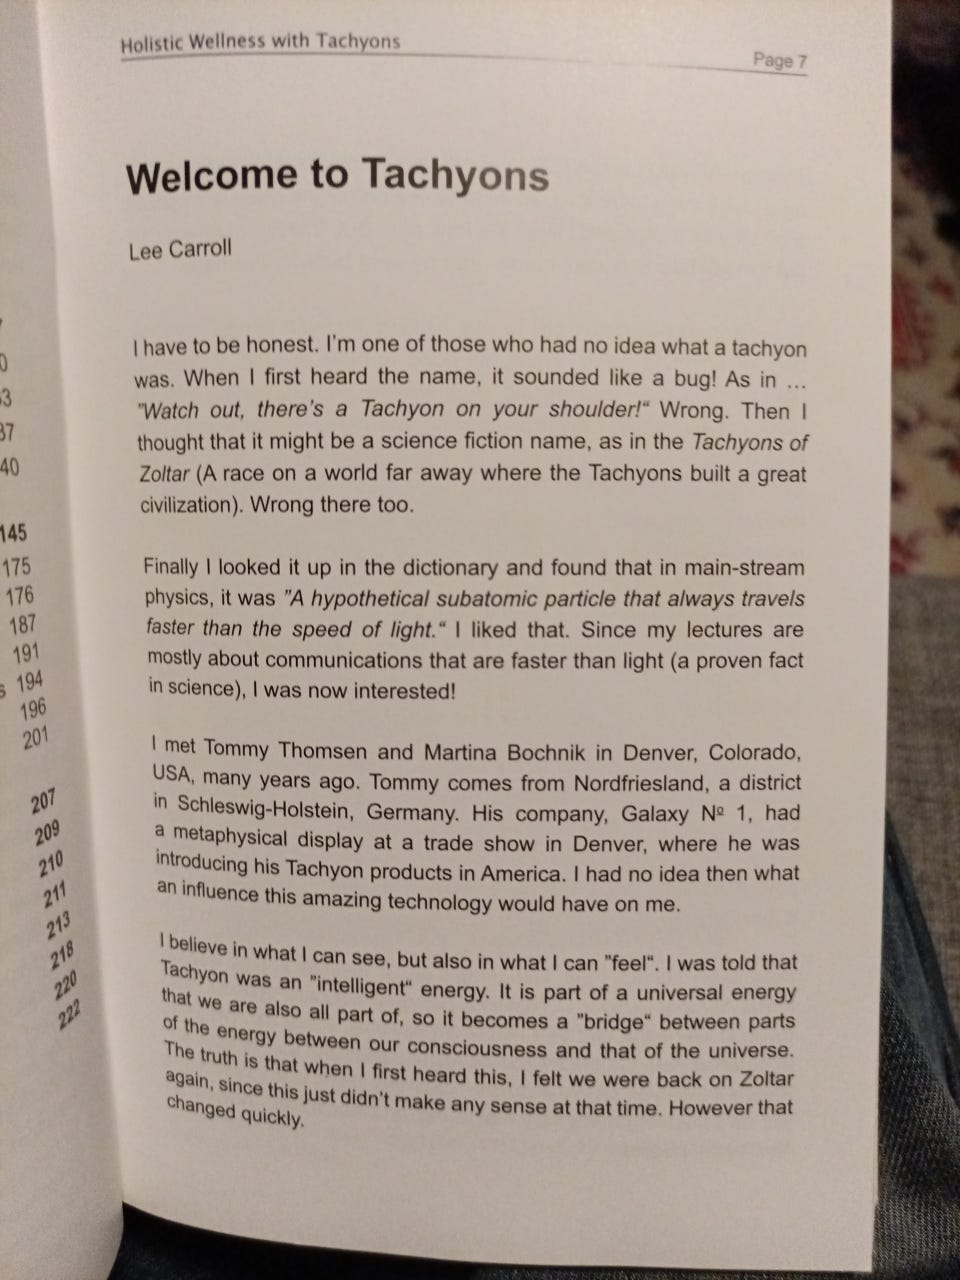 0
63
37
40
145
175
176
187
191
s 194
196
201
207
209
210
211
213
218
220
222
Holistic Wellness with Tachyons
Page 7
Welcome to Tachyons
Lee Carroll
I have to be honest. I'm one of those who had no idea what a tachyon
was. When I first heard the name, it sounded like a bug! As in ...
"Watch out, there's a Tachyon on your shoulder!“ Wrong. Then I
thought that it might be a science fiction name, as in the Tachyons of
Zoltar (A race on a world far away where the Tachyons built a great
civilization). Wrong there too.
Finally I looked it up in the dictionary and found that in main-stream
physics, it was ”A hypothetical subatomic particle that always travels
faster than the speed of light.“ I liked that. Since my lectures are
mostly about communications that are faster than light (a proven fact
in science), I was now interested!
I met Tommy Thomsen and Martina Bochnik in Denver, Colorado,
USA, many years ago. Tommy comes from Nordfriesland, a district
in Schleswig-Holstein, Germany. His company, Galaxy Nº 1, had
a metaphysical display at a trade show in Denver, where he was
introducing his Tachyon products in America. I had no idea then what
an influence this amazing technology would have on me.
I believe in what I can see, but also in what I can ”feel“. I was told that
Tachyon was an ”intelligent“ energy. It is part of a universal energy
that we are also all part of, so it becomes a ”bridge“ between parts
of the energy between our consciousness and that of the universe.
The truth is that when I first heard this, I felt we were back on Zoltar
again, since this just didn't make any sense at that time. However that
changed quickly.